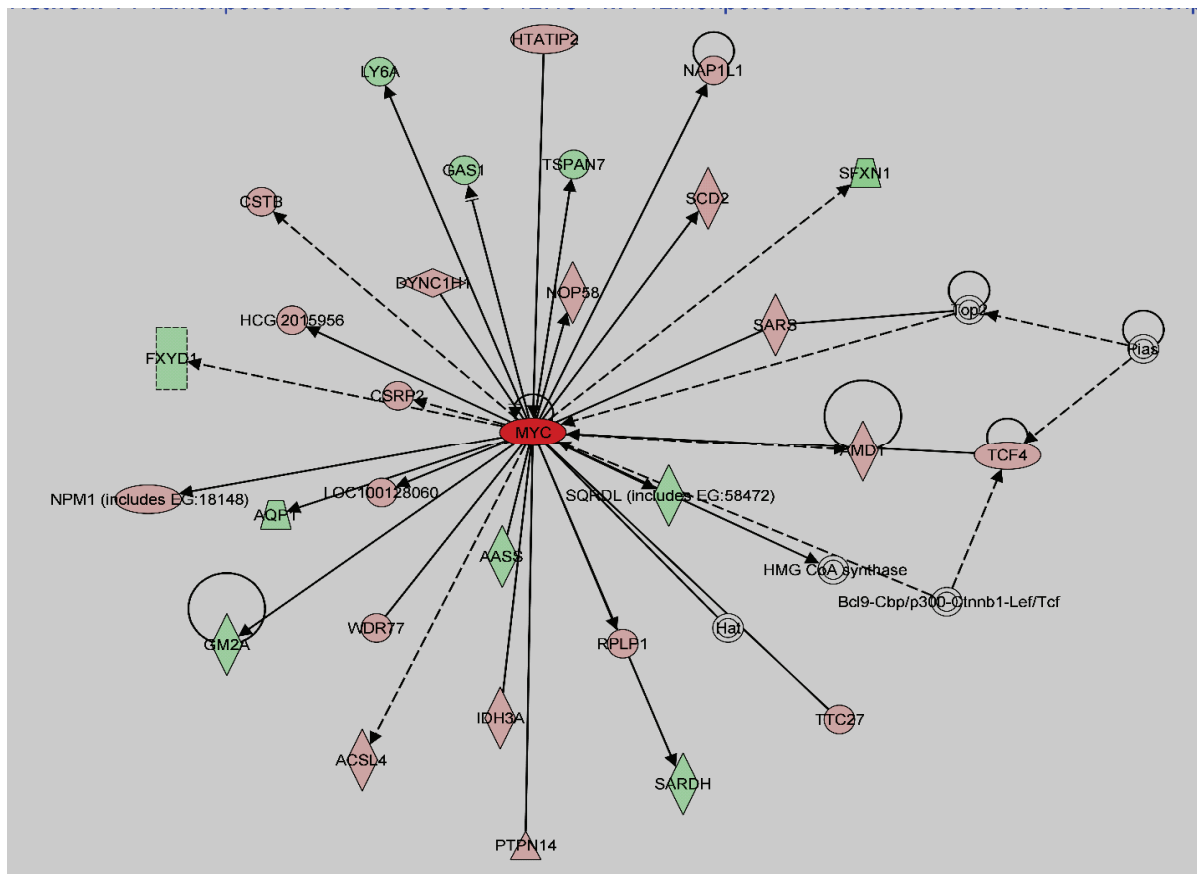 HTATIP2
LY6A
NAP1L1
GAS1
TSPAN7
SFXN1
CSTB
SCD2
DYNC1H1
NOP58
HCG 2015956
SARS
Top2
FXYD1
Pias
CSRP2
MYC
AMD1
TCF4
NPM1 (includes EG:18148)
LOC100128060
SQRDL (includes EG:58472)
AQP1
AASS
HMG CoA synthase
Bcl9-Cbp/p300-Ctnnb1-Lef/Tcf
GM2A
WDR77
RPLP1
Hat
IDH3A
TTC27
ACSL4
SARDH
PTPN14